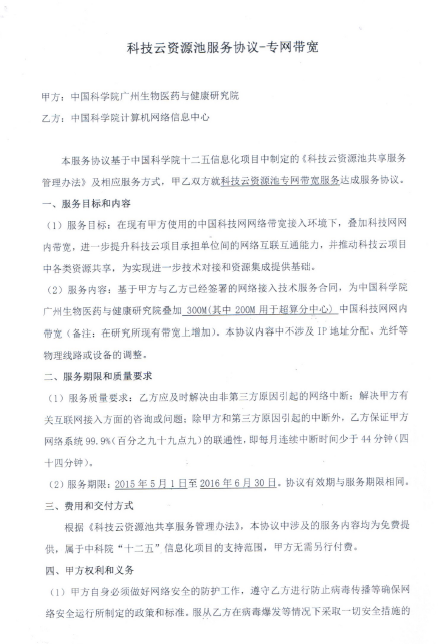 科技云资源池服务协议-专网带宽
甲方：中国科学院广州生物医药与健康研究院
乙方：中国科学院计算机网络信息中心
本服务协议基于中国科学院十二五信息化项目中制定的《科技云资源池共享服务
管理办法》及相应服务方式，甲乙双方就科技云资源池专网带宽服务达成服务协议。
一、服务目标和内容
（1）服务目标：在现有甲方使用的中国科技网网络带宽接入环境下，叠加科技网网
内带宽，进一步提升科技云项目承担单位间的网络互联互通能力，并推动科技云项目
中各类资源共享，为实现进一步技术对接和资源集成提供基础。
（2）服务内容：基于甲方与乙方已经签署的网络接入技术服务合同，为中国科学院
广州生物医药与健康研究院叠加 300M(其中 200M 用于超算分中心) 中国科技网网内
带宽（备注：在研究所现有带宽上增加）。本协议内容中不涉及 IP 地址分配、光纤等
物理线路或设备的调整。
二、服务期限和质量要求
（1）服务质量要求：乙方应及时解决由非第三方原因引起的网络中断；解决甲方有
关互联网接入方面的咨询或问题；除甲方和第三方原因引起的中断外，乙方保证甲方
网络系统 99.9%(百分之九十九点九)的联通性，即每月连续中断时间少于 44 分钟(四
十四分钟)。
（2）服务期限：2015 年 5 月 1 日至 2016 年 6 月 30 日。协议有效期与服务期限相同。
三、费用和交付方式
根据《科技云资源池共享服务管理办法》，本协议中涉及的服务内容均为免费提
供，属于中科院“十二五”信息化项目的支持范围，甲方无需另行付费。
四、甲方权利和义务
（1）甲方自身必须做好网络安全的防护工作，遵守乙方进行防止病毒传播等确保网
络安全运行所制定的政策和标准。服从乙方在病毒爆发等情况下采取一切安全措施的